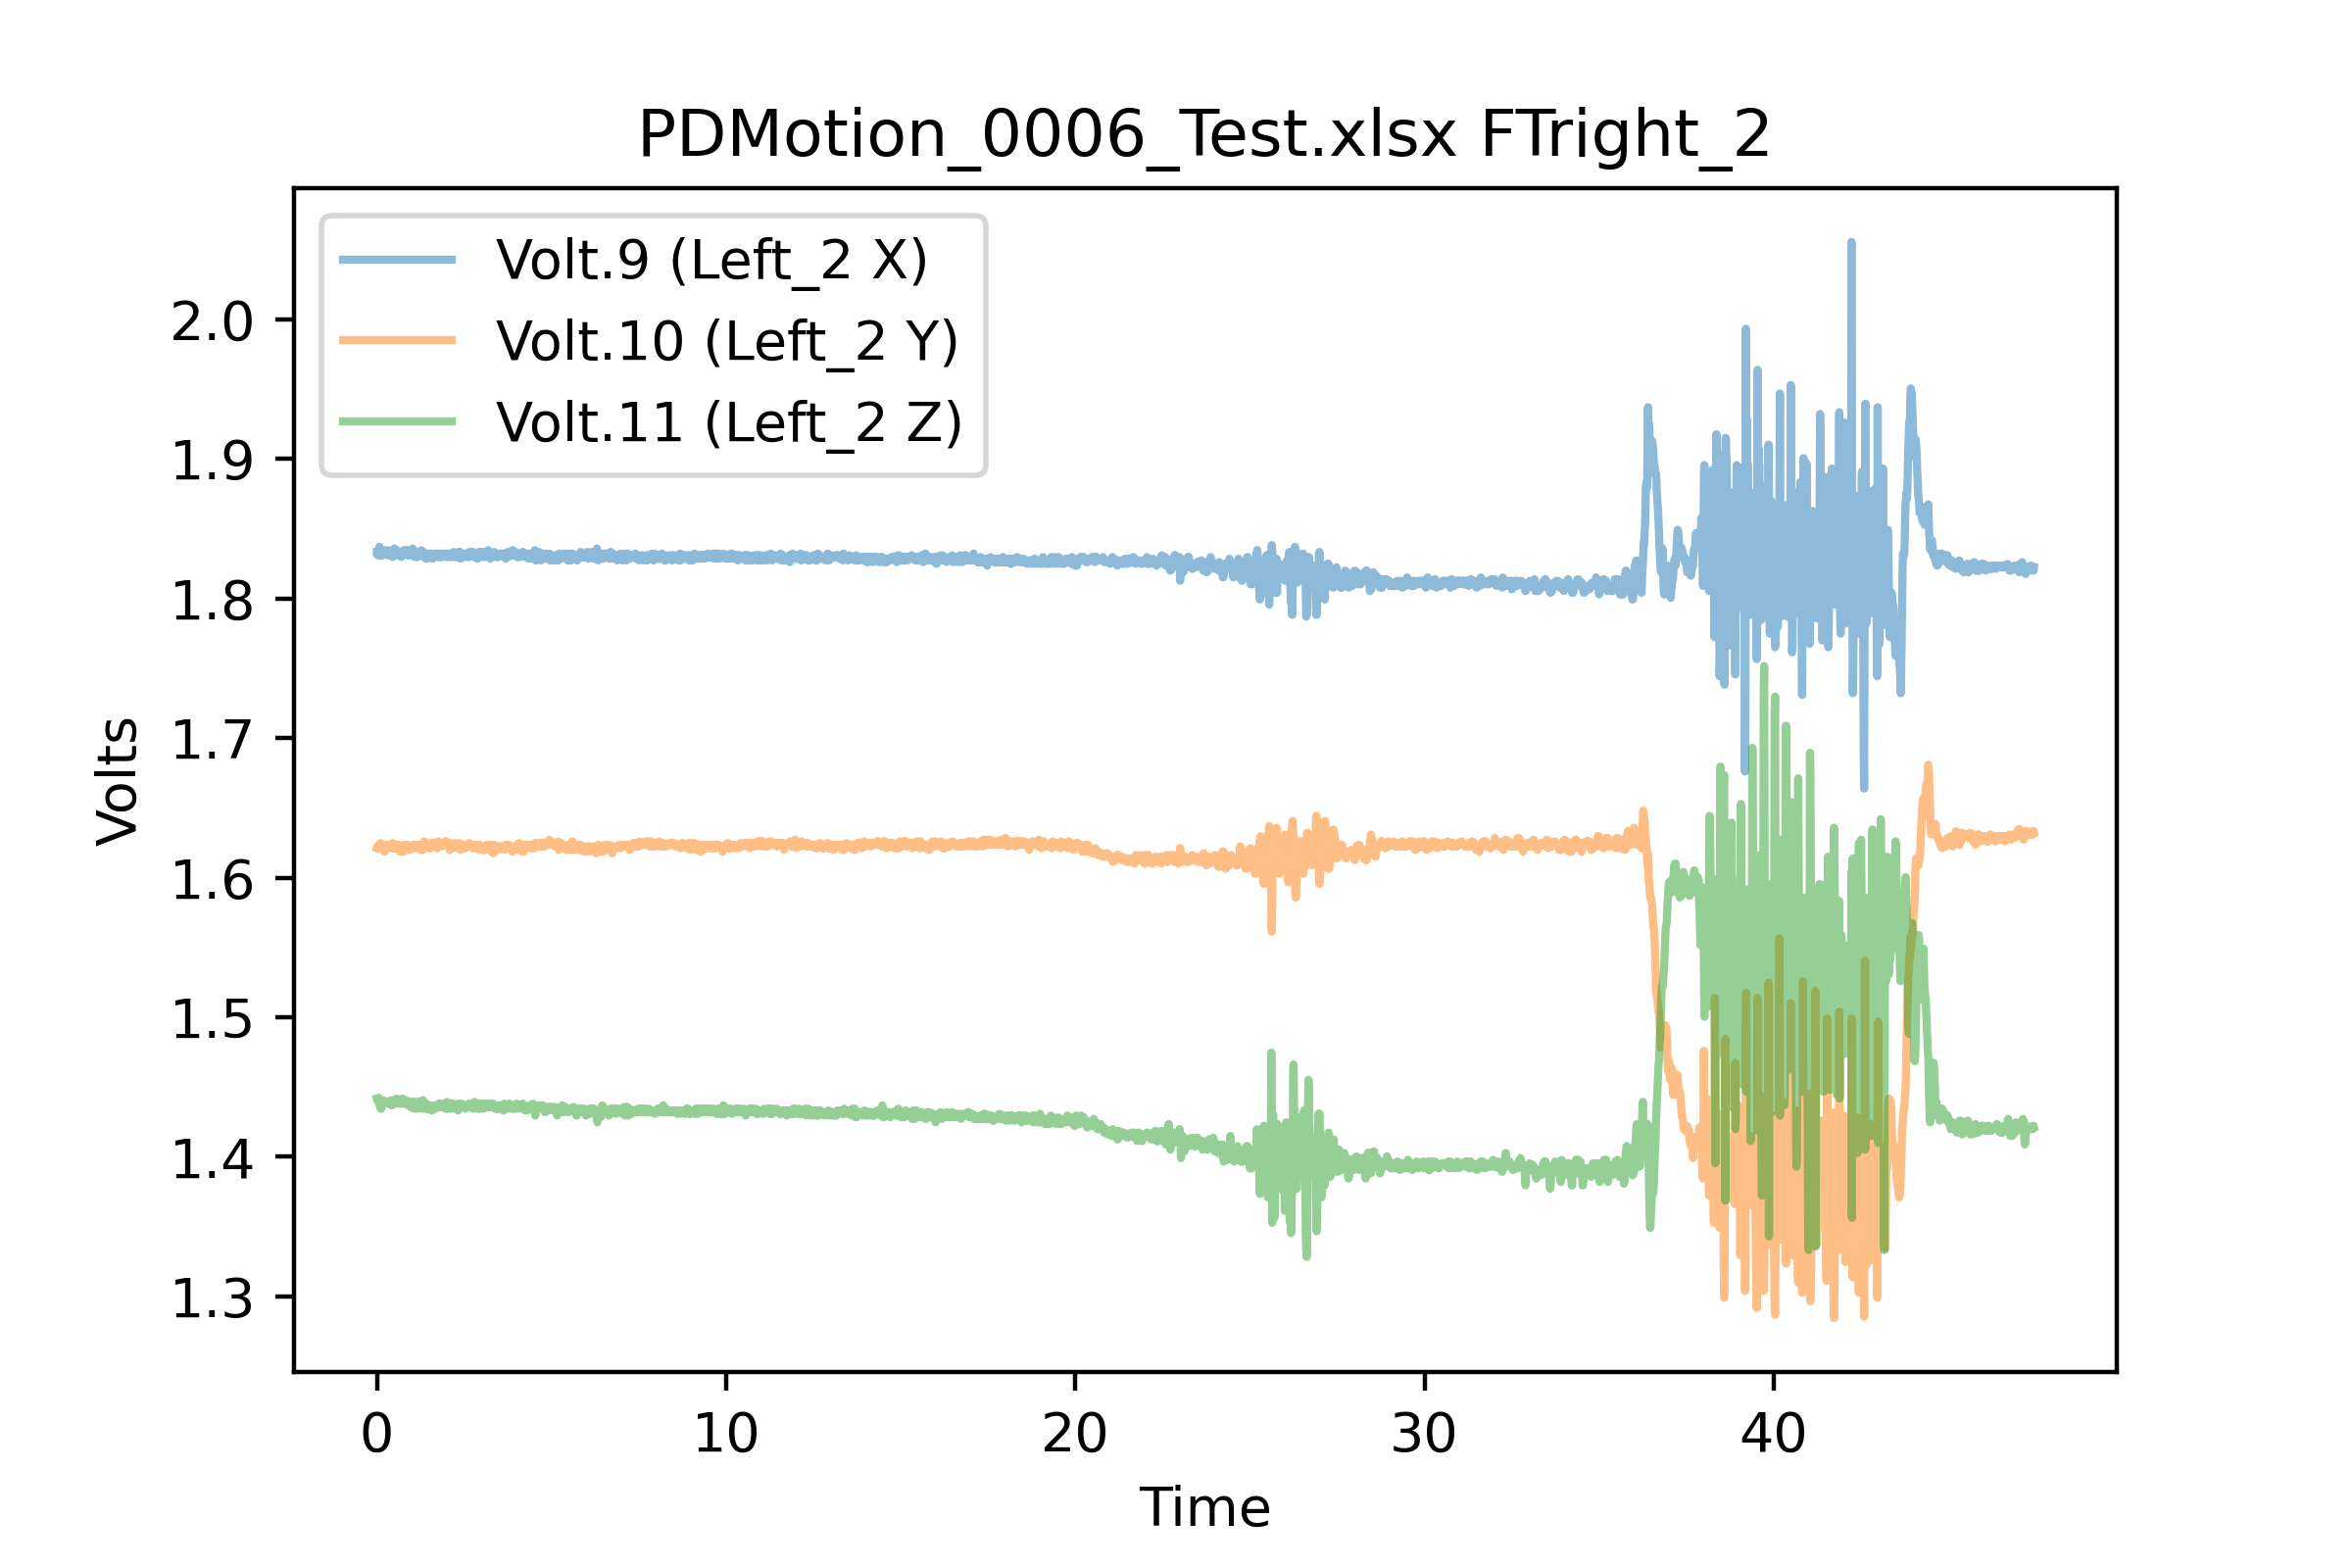 PDMotion_0006_Test.xlsx FTright_2
Volt.9 (Left_2 X)
Volt.10 (Left_2 Y)
Volt.11 (Left_2 Z)
2.0
1.9
1.8
1.7
1.6
1.5
1.4
1.3
Volts
0 10 20 30 40
Time